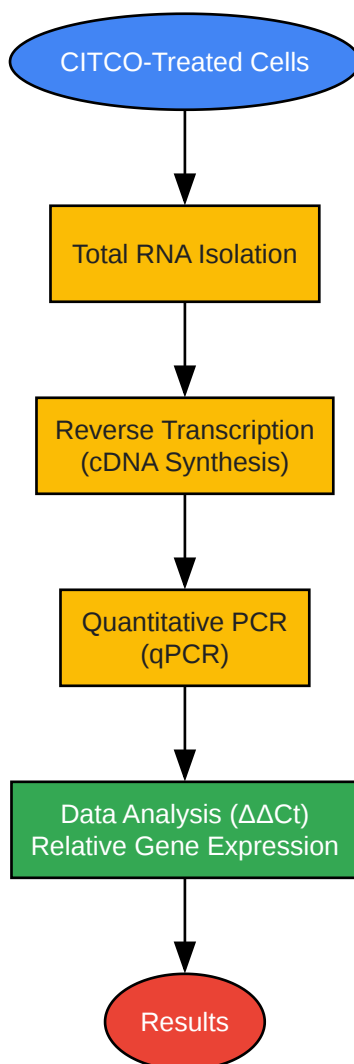 CITCO-Treated Cells
Total RNA Isolation
Reverse Transcription
(cDNA Synthesis)
Quantitative PCR
(qPCR)
Data Analysis (ΔΔCt)
Relative Gene Expression
Results